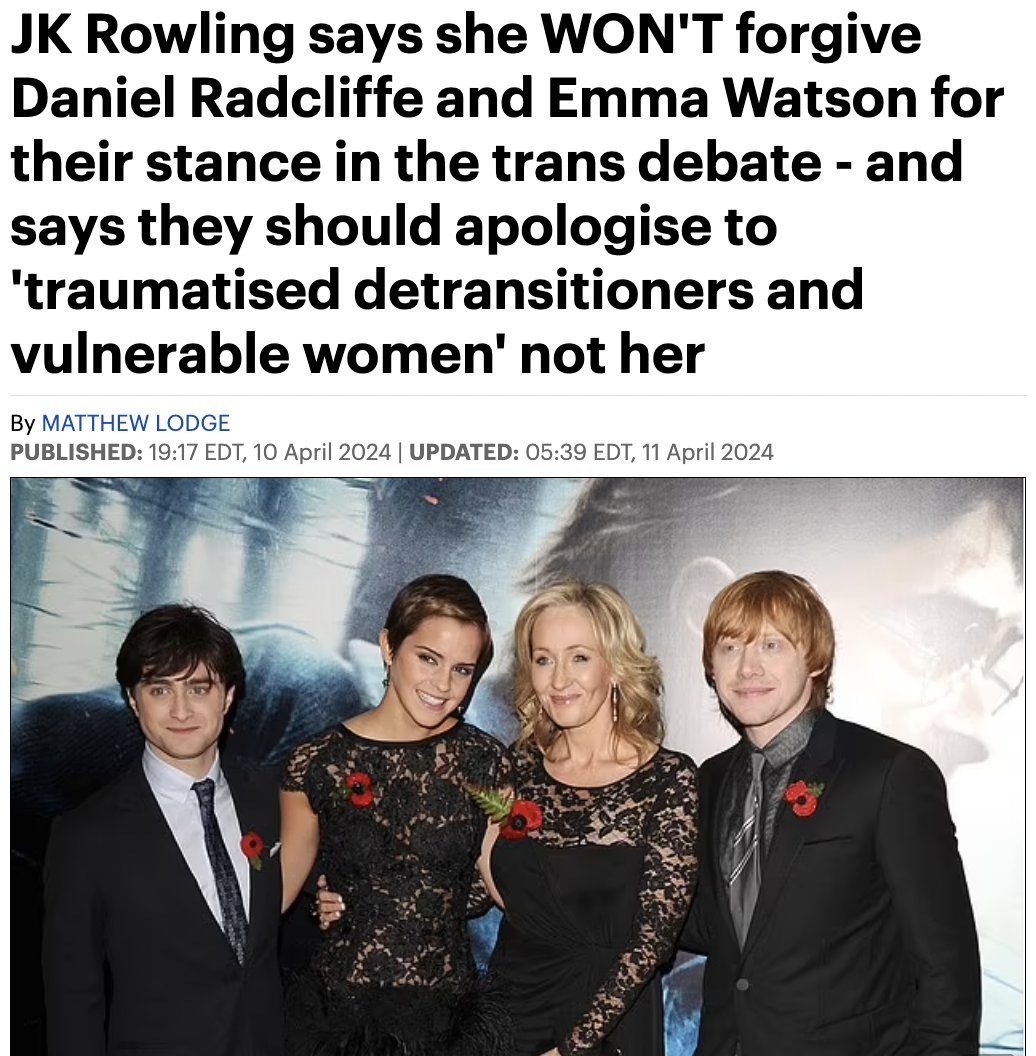 JK Rowling says she WON'T forgive
Daniel Radcliffe and Emma Watson for
their stance in the trans debate - and
says they should apologise to
'traumatised detransitioners and
vulnerable women' not her
By MATTHEW LODGE
PUBLISHED: 19:17 EDT, 10 April 2024 | UPDATED: 05:39 EDT, 11 April 2024